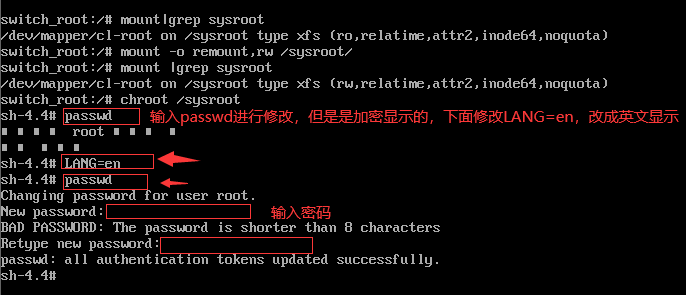 switch_root:/# mount|grep sysroot
/dev/mapper/cl-root on /sysroot type xfs (ro,relatime,attr2,inode64,noquota)
switch_root:/# mount -o remount,rw /sysroot/
switch_root:/# mount |grep sysroot
/dev/mapper/cl-root on /sysroot type xfs (rw,relatime,attr2,inode64,noquota)
switch_root:/# chroot /sysroot
sh-4.4# passwd 输入passwd进行修改，但是是加密显示的，下面修改LANG=en，改成英文显示
■ ■ ■ ■ root ■ ■ ■ ■
■ ■ ■ ■ ■
sh-4.4# LANG=en
sh-4.4# passwd
Changing password for user root.
New password: 输入密码
BAD PASSWORD: The password is shorter than 8 characters
Retype new password:
passwd: all authentication tokens updated successfully.
sh-4.4#